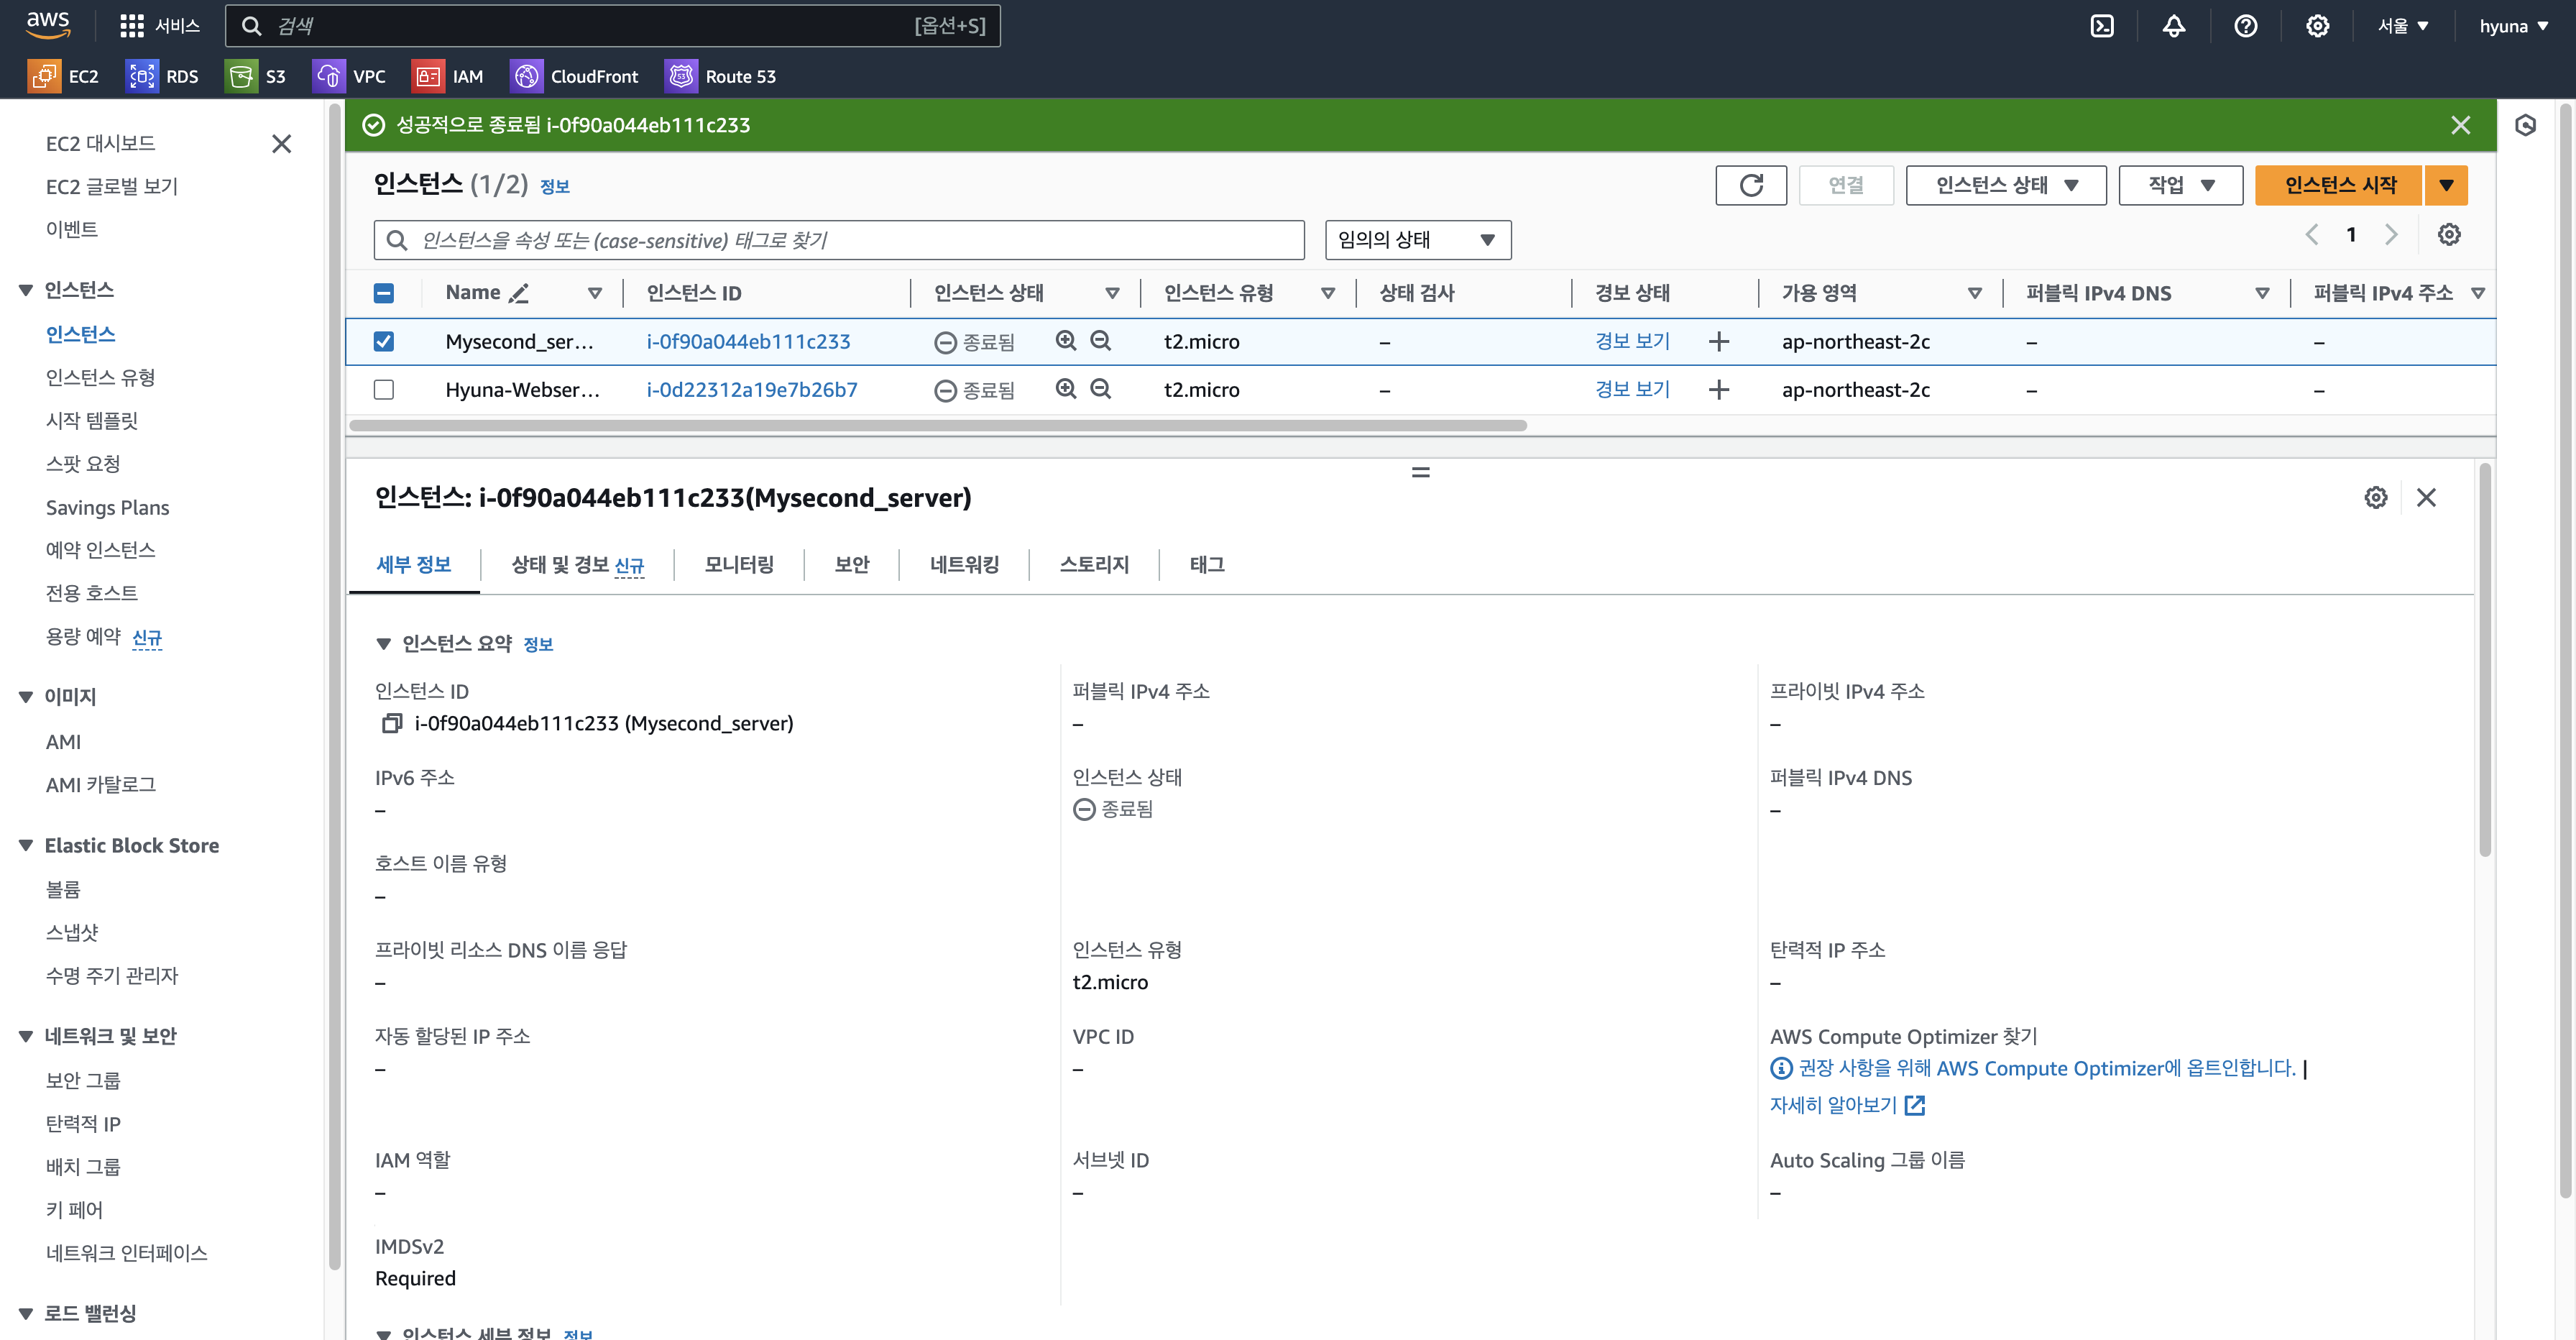 aws
서비스
검색
[옵션+S]
서울
hyuna
EC2
RDS
S3
VPC
IAM
CloudFront
Route 53
EC2 대시보드
EC2 글로벌 보기
이벤트
인스턴스
인스턴스
인스턴스 유형
시작 템플릿
스팟 요청
Savings Plans
예약 인스턴스
전용 호스트
용량 예약 신규
이미지
AMI
AMI 카탈로그
Elastic Block Store
볼륨
스냅샷
수명 주기 관리자
네트워크 및 보안
보안 그룹
탄력적 IP
배치 그룹
키 페어
네트워크 인터페이스
로드 밸런싱
성공적으로 종료됨 i-0f90a044eb111c233
인스턴스 (1/2) 정보
연결
인스턴스 상태
작업
인스턴스 시작
인스턴스을 속성 또는 (case-sensitive) 태그로 찾기
임의의 상태
1
Name 인스턴스 ID 인스턴스 상태 인스턴스 유형 상태 검사 경보 상태 가용 영역 퍼블릭 IPv4 DNS 퍼블릭 IPv4 주소
Mysecond_ser... i-0f90a044eb111c233 종료됨 t2.micro – 경보 보기 + ap-northeast-2c – –
Hyuna-Webser... i-0d22312a19e7b26b7 종료됨 t2.micro – 경보 보기 + ap-northeast-2c – –
인스턴스: i-0f90a044eb111c233(Mysecond_server)
세부 정보 상태 및 경보 신규 모니터링 보안 네트워킹 스토리지 태그
인스턴스 요약 정보
인스턴스 ID
i-0f90a044eb111c233 (Mysecond_server)
퍼블릭 IPv4 주소
–
프라이빗 IPv4 주소
–
IPv6 주소
–
인스턴스 상태
종료됨
퍼블릭 IPv4 DNS
–
호스트 이름 유형
–
프라이빗 리소스 DNS 이름 응답
–
인스턴스 유형
t2.micro
탄력적 IP 주소
–
자동 할당된 IP 주소
–
VPC ID
–
AWS Compute Optimizer 찾기
권장 사항을 위해 AWS Compute Optimizer에 옵트인합니다. |
자세히 알아보기
IAM 역할
–
서브넷 ID
–
Auto Scaling 그룹 이름
–
IMDSv2
Required
인스턴스 세부 정보 정보